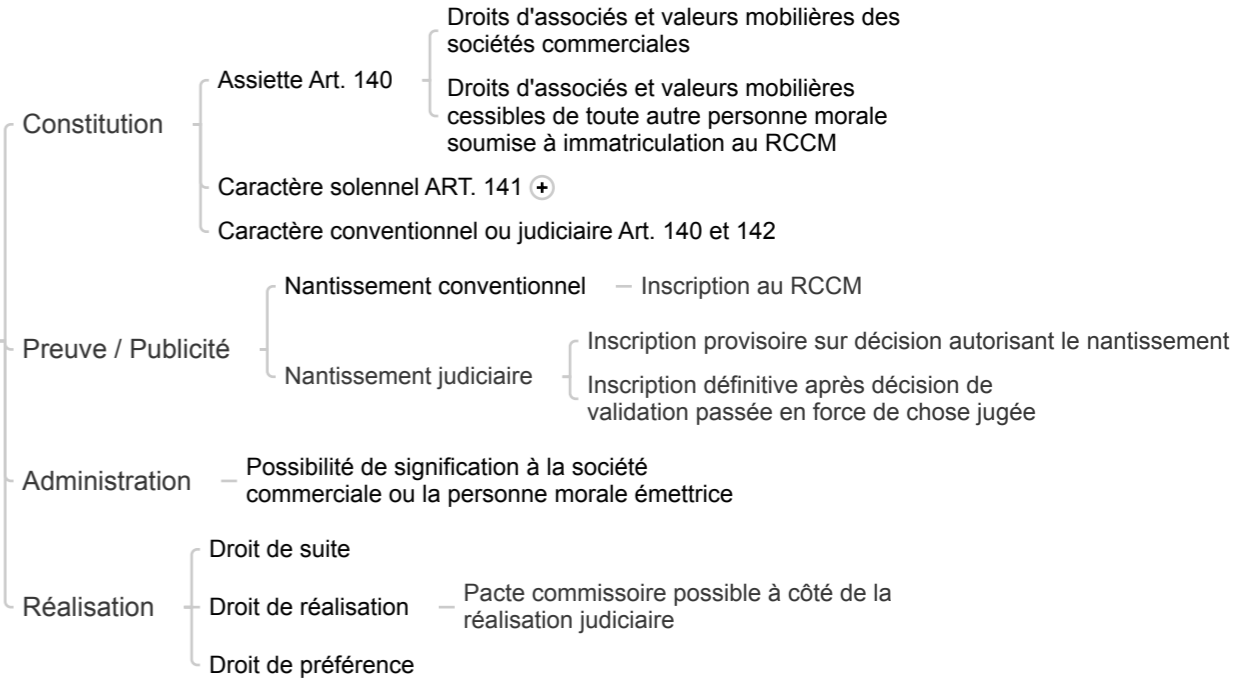 Droits d'associés et valeurs mobilières des
sociétés commerciales
Assiette Art. 140
Droits d'associés et valeurs mobilières
cessibles de toute autre personne morale
soumise à immatriculation au RCCM
Constitution
Caractère solennel ART. 141
Caractère conventionnel ou judiciaire Art. 140 et 142
Nantissement conventionnel
Inscription au RCCM
Preuve / Publicité
Inscription provisoire sur décision autorisant le nantissement
Nantissement judiciaire
Inscription définitive après décision de
validation passée en force de chose jugée
Administration
Possibilité de signification à la société
commerciale ou la personne morale émettrice
Droit de suite
Réalisation
Droit de réalisation
Pacte commissoire possible à côté de la
réalisation judiciaire
Droit de préférence